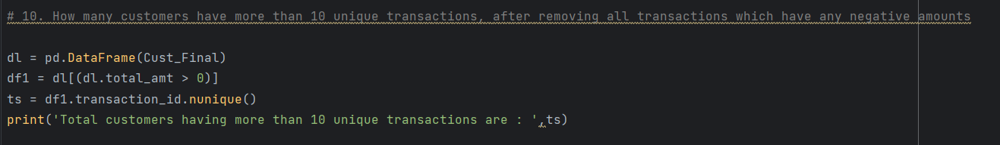 # 10. How many customers have more than 10 unique transactions, after removing all transactions which have any negative amounts
dl = pd.DataFrame(Cust_Final)
df1 = dl[(dl.total_amt > 0)]
ts = df1.transaction_id.nunique()
print('Total customers having more than 10 unique transactions are : ',ts)